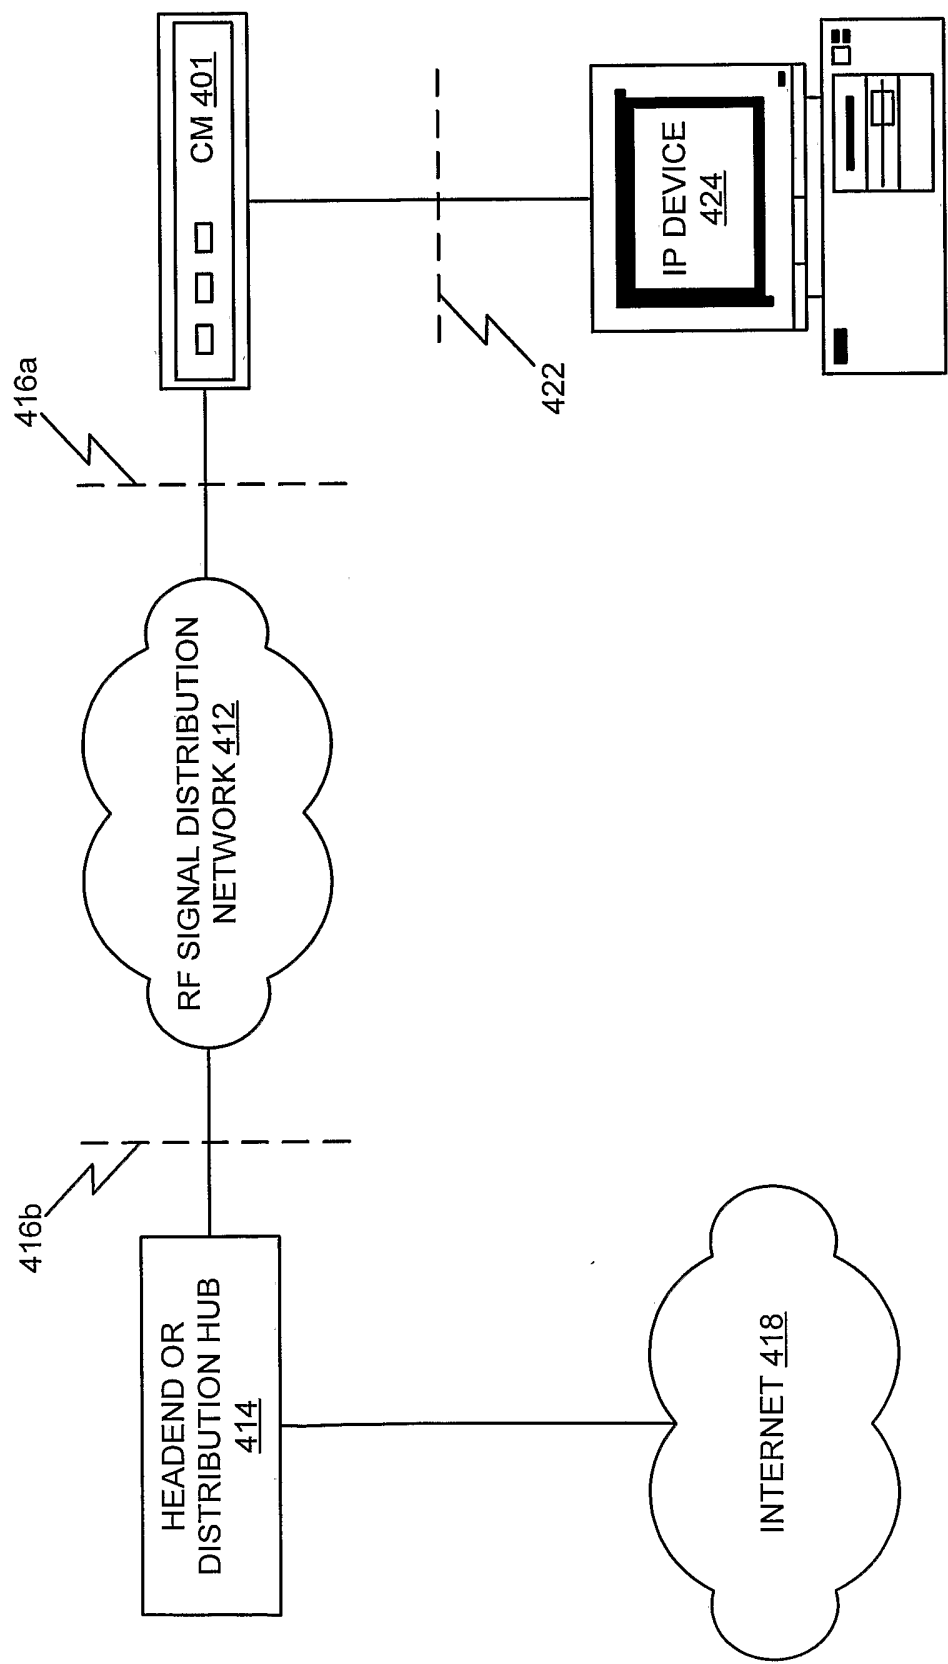 416b
416a
HEADEND OR
DISTRIBUTION HUB
414
RF SIGNAL DISTRIBUTION
NETWORK 412
CM 401
422
INTERNET 418
IP DEVICE
424